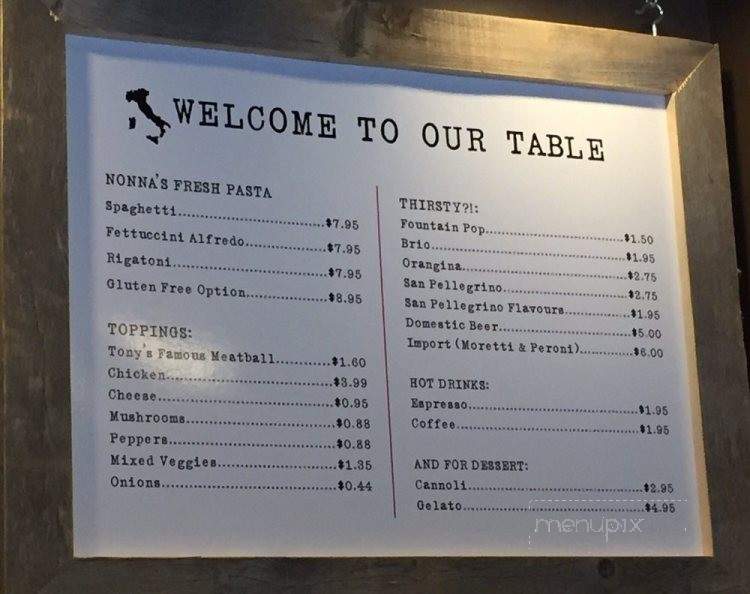 WELCOME TO OUR TABLE
NONNA'S FRESH PASTA
Spaghetti.................................$7.95
Fettuccini Alfredo....................$7.95
Rigatoni...................................$7.95
Gluten Free Option...................$8.95
TOPPINGS:
Tony's Famous Meatball............$1.60
Chicken.....................................$3.99
Cheese.......................................$0.95
Mushrooms................................$0.88
Peppers.....................................$0.88
Mixed Veggies..........................$1.35
Onions......................................$0.44
THIRSTY?!:
Fountain Pop..............................$1.50
Brio............................................$1.95
Orangina...................................$2.75
San Pellegrino...........................$2.75
San Pellegrino Flavours............$1.95
Domestic Beer............................$5.00
Import (Moretti & Peroni)............$6.00
HOT DRINKS:
Espresso.....................................$1.95
Coffee........................................$1.95
AND FOR DESSERT:
Cannoli......................................$2.95
Gelato........................................$4.95
menupix